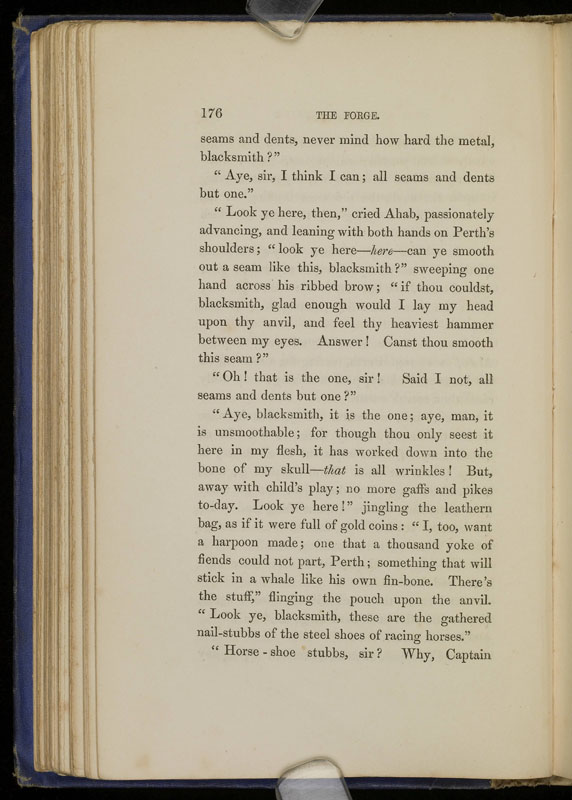 176 THE FORGE.
seams and dents, never mind how hard the metal,
blacksmith?”
“Aye, sir, I think I can; all seams and dents
but one.”
“Look ye here, then,” cried Ahab, passionately
advancing, and leaning with both hands on Perth’s
shoulders; “look ye here—here—can ye smooth
out a seam like this, blacksmith?” sweeping one
hand across his ribbed brow; “if thou couldst,
blacksmith, glad enough would I lay my head
upon thy anvil, and feel thy heaviest hammer
between my eyes. Answer! Canst thou smooth
this seam?”
“Oh! that is the one, sir! Said I not, all
seams and dents but one?”
“Aye, blacksmith, it is the one; aye, man, it
is unsmoothable; for though thou only seest it
here in my flesh, it has worked down into the
bone of my skull—that is all wrinkles! But,
away with child’s play; no more gaffs and pikes
to-day. Look ye here!” jingling the leathern
bag, as if it were full of gold coins: “I, too, want
a harpoon made; one that a thousand yoke of
fiends could not part, Perth; something that will
stick in a whale like his own fin-bone. There’s
the stuff,” flinging the pouch upon the anvil.
“Look ye, blacksmith, these are the gathered
nail-stubbs of the steel shoes of racing horses.”
“Horse-shoe stubbs, sir? Why, Captain